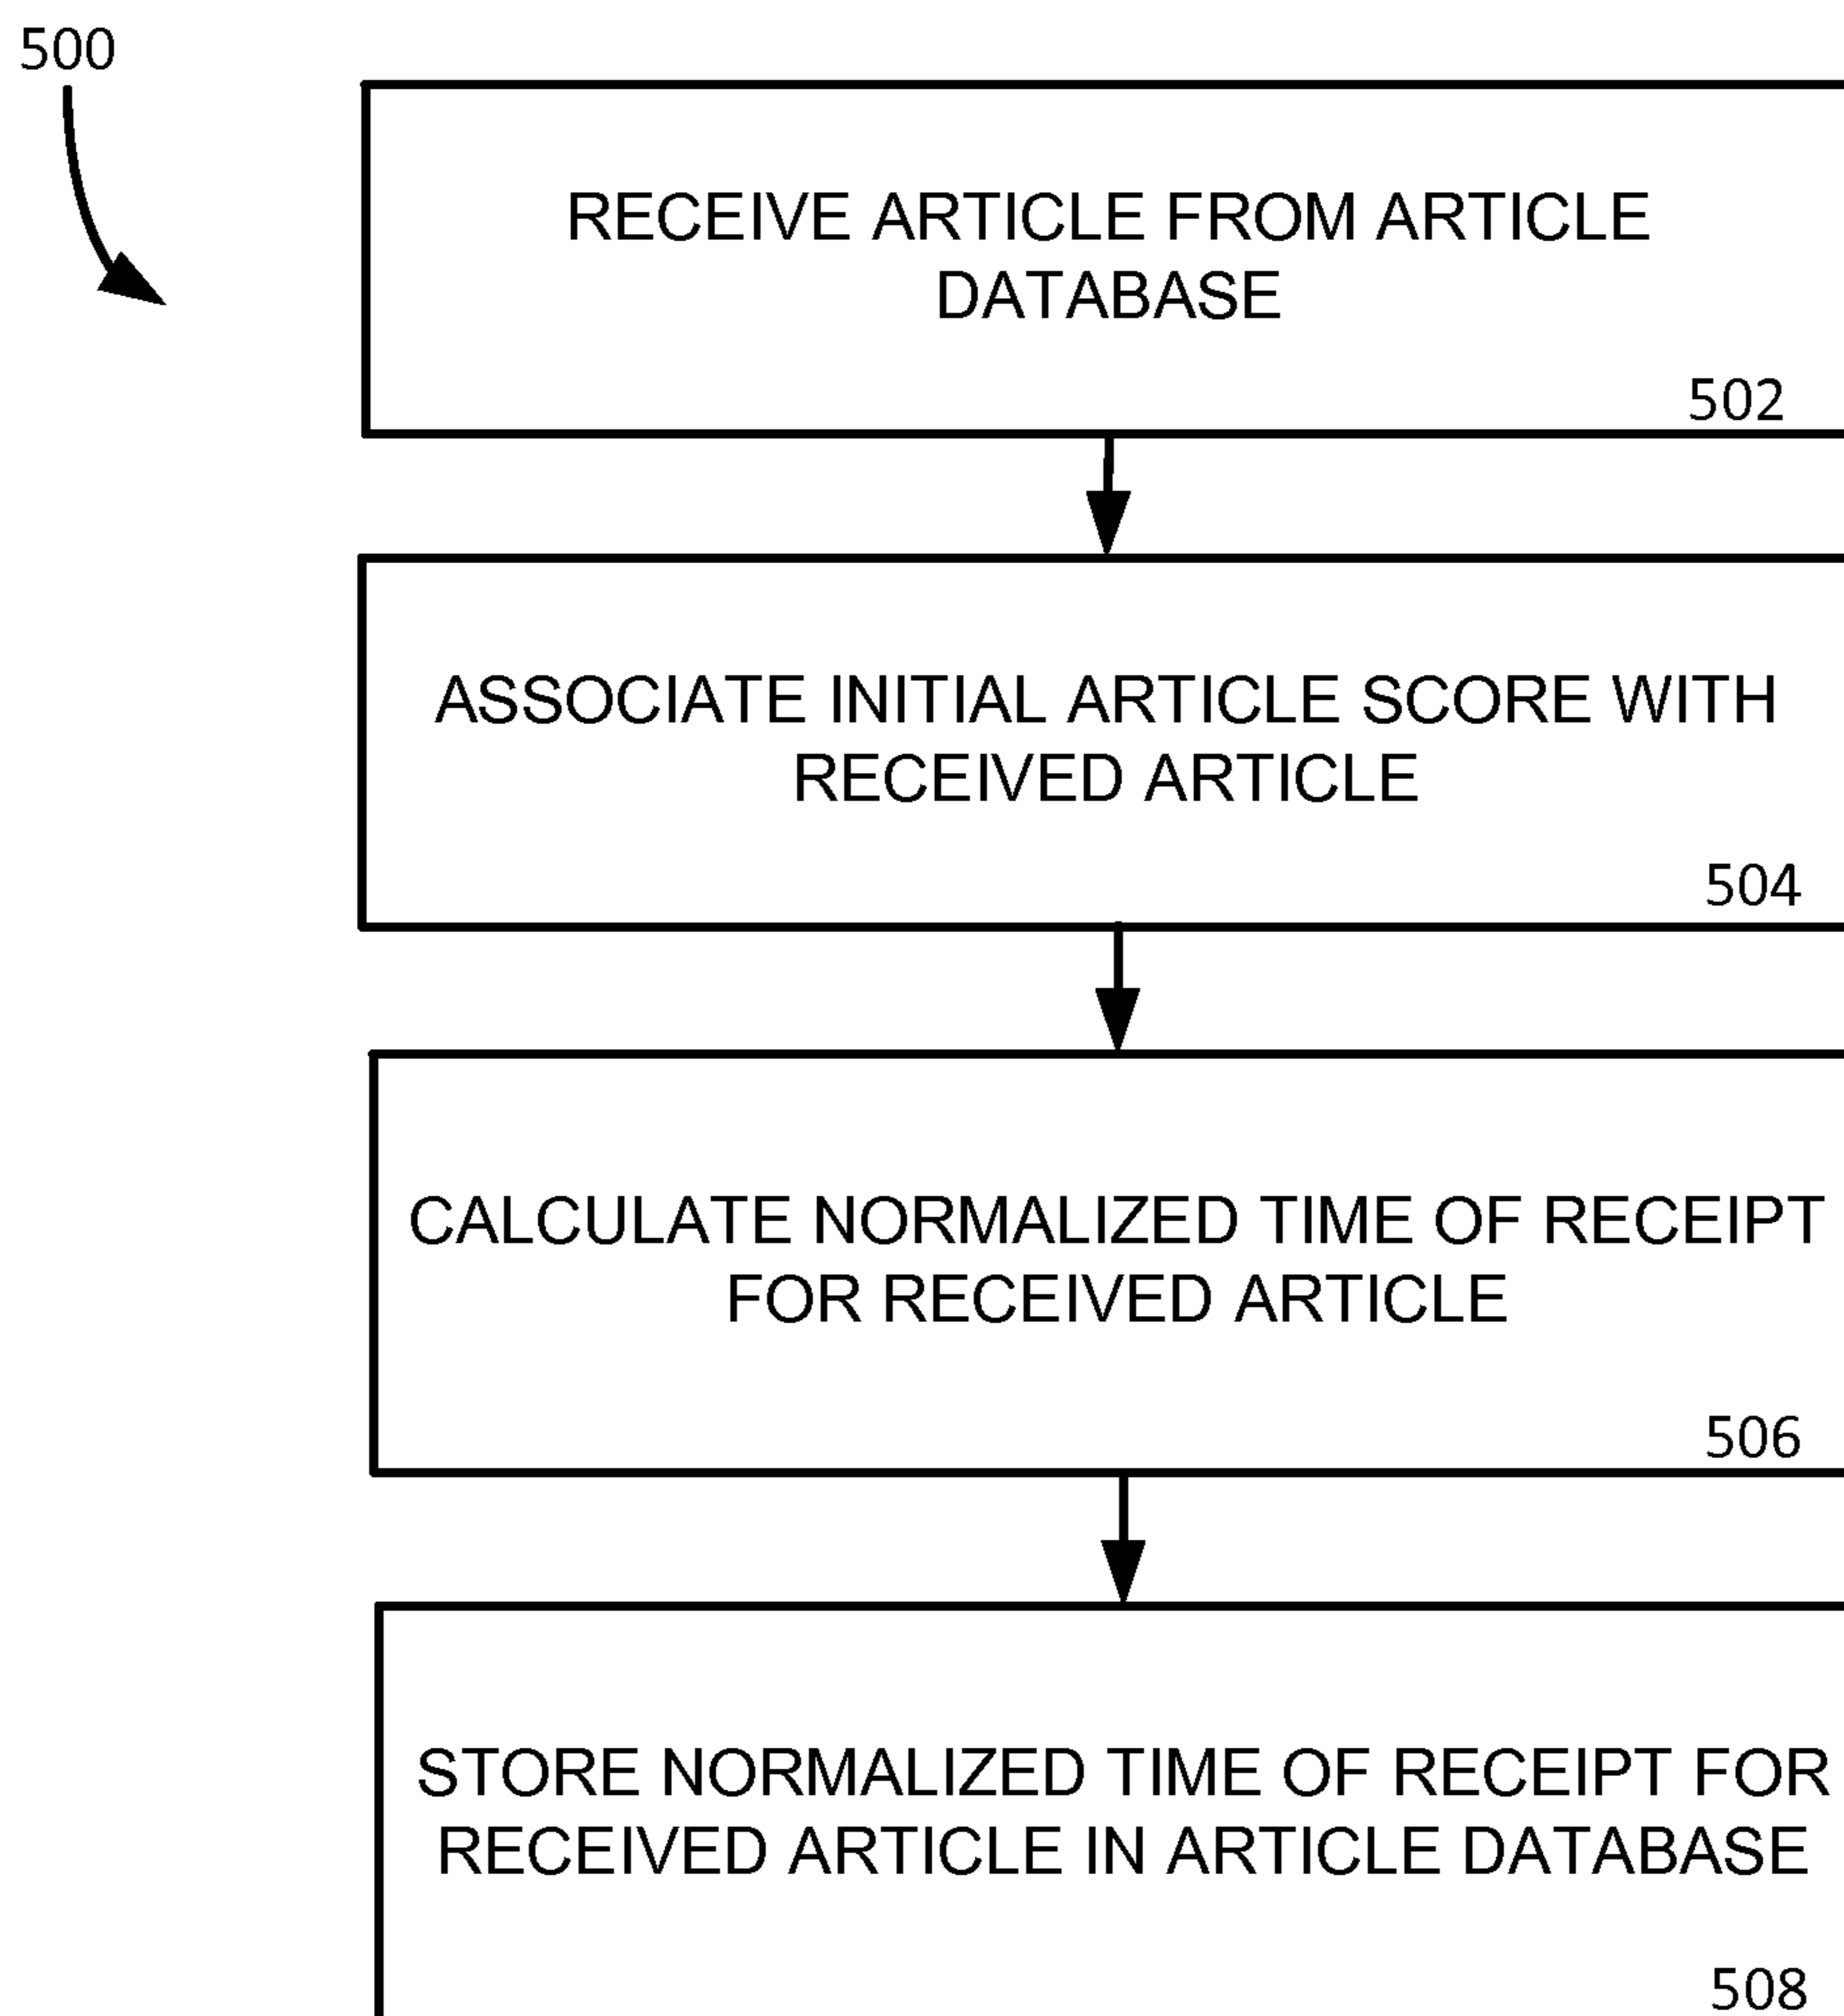 500
RECEIVE ARTICLE FROM ARTICLE
DATABASE
502
ASSOCIATE INITIAL ARTICLE SCORE WITH
RECEIVED ARTICLE
504
CALCULATE NORMALIZED TIME OF RECEIPT
FOR RECEIVED ARTICLE
506
STORE NORMALIZED TIME OF RECEIPT FOR
RECEIVED ARTICLE IN ARTICLE DATABASE
508